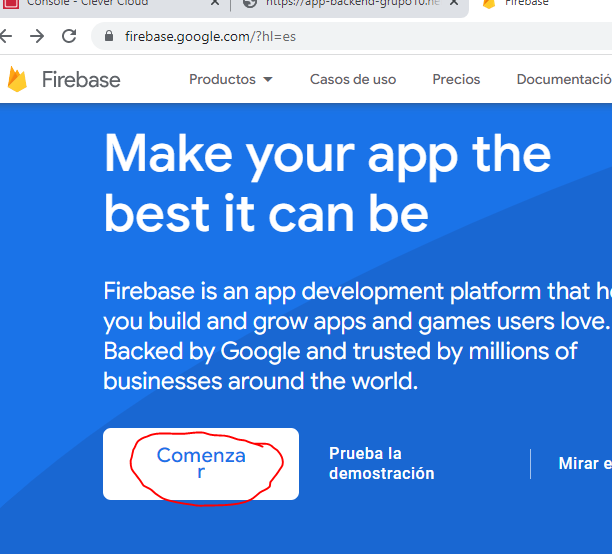 Console - Clever Cloud
https://app-backend-grupo10.he
Firebase
firebase.google.com/?hl=es
Firebase
Productos
Casos de uso
Precios
Documentació
Make your app the
best it can be
Firebase is an app development platform that h
you build and grow apps and games users love.
Backed by Google and trusted by millions of
businesses around the world.
Comenza
r
Prueba la
demostración
Mirar e